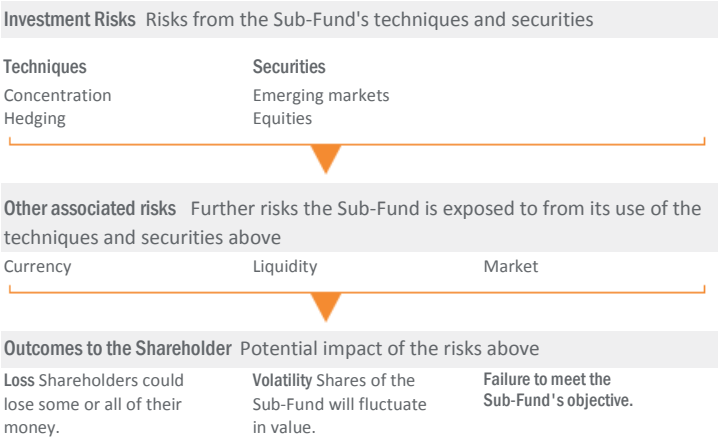 Investment Risks Risks from the Sub-Fund's techniques and securities
Techniques Securities
Concentration Emerging markets
Hedging Equities
Other associated risks Further risks the Sub-Fund is exposed to from its use of the
techniques and securities above
Currency Liquidity Market
Outcomes to the Shareholder Potential impact of the risks above
Loss Shareholders could
lose some or all of their
money.
Volatility Shares of the
Sub-Fund will fluctuate
in value.
Failure to meet the
Sub-Fund's objective.